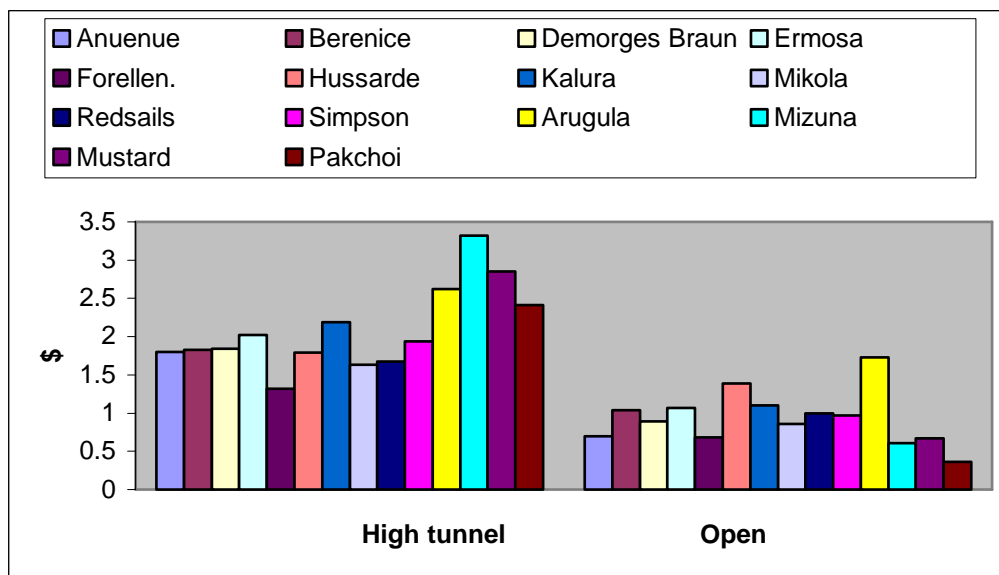 Anuenue Berenice Demorges Braun Ermosa
Forellen. Hussarde Kalura Mikola
Redsails Simpson Arugula Mizuna
Mustard Pakchoi
3.5
3
2.5
2
1.5
1
0.5
0
$
High tunnel Open